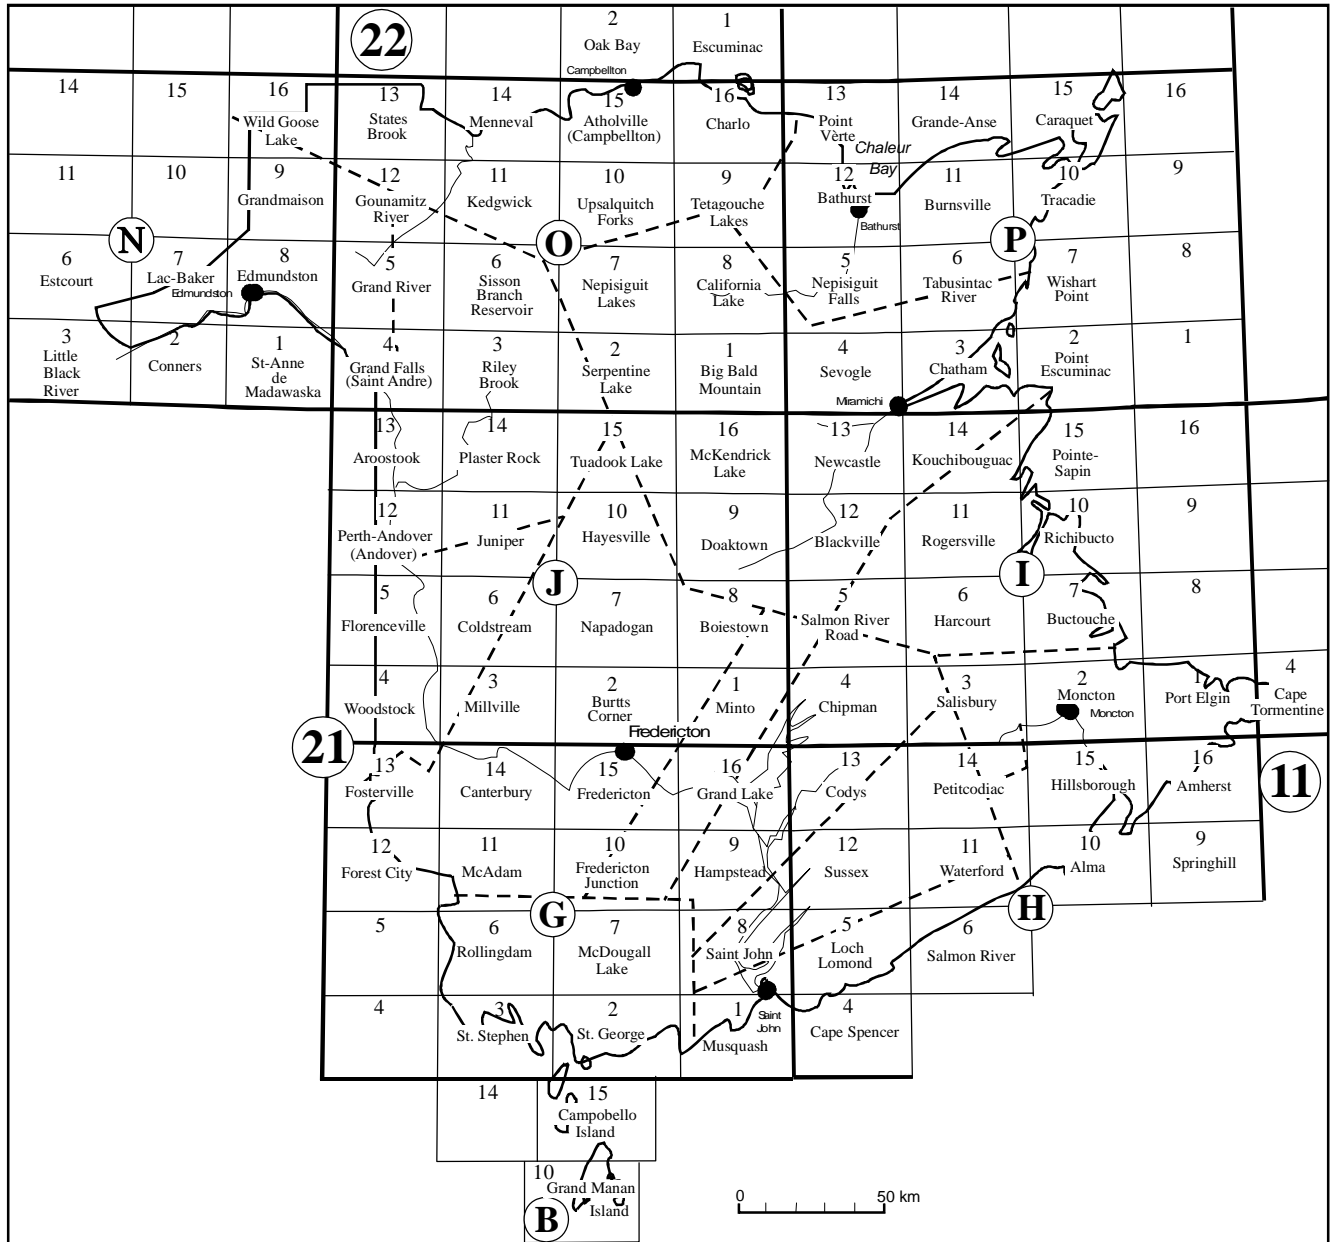 22
2
Oak Bay
1
Escuminac
Campbellton
14
15
16
Wild Goose
Lake
13
States
Brook
14
Menneval
15
Atholville
(Campbellton)
16
Charlo
13
Point
Vèrte
14
Grande-Anse
15
Caraquet
16
Chaleur
Bay
11
10
9
Grandmaison
12
Gounamitz
River
11
Kedgwick
10
Upsalquitch
Forks
9
Tetagouche
Lakes
12
Bathurst
Bathurst
11
Burnsville
10
Tracadie
9
N
O
P
6
Estcourt
7
Lac-Baker
8
Edmundston
Edmundston
5
Grand River
6
Sisson
Branch
Reservoir
7
Nepisiguit
Lakes
8
California
Lake
5
Nepisiguit
Falls
6
Tabusintac
River
7
Wishart
Point
8
3
Little
Black
River
2
Conners
1
St-Anne
de
Madawaska
4
Grand Falls
(Saint Andre)
3
Riley
Brook
2
Serpentine
Lake
1
Big Bald
Mountain
4
Sevogle
3
Chatham
2
Point
Escuminac
1
Miramichi
13
Aroostook
14
Plaster Rock
15
Tuadook Lake
16
McKendrick
Lake
13
Newcastle
14
Kouchibouguac
15
Pointe-
Sapin
16
12
Perth-Andover
(Andover)
11
Juniper
10
Hayesville
9
Doaktown
12
Blackville
11
Rogersville
10
Richibucto
9
J
I
5
Florenceville
6
Coldstream
7
Napadogan
8
Boiestown
5
Salmon River
Road
6
Harcourt
7
Buctouche
8
4
Woodstock
3
Millville
2
Burtts
Corner
1
Minto
4
Chipman
3
Salisbury
2
Moncton
Moncton
1
Port Elgin
4
Cape
Tormentine
Fredericton
21
13
Fosterville
14
Canterbury
15
Fredericton
16
Grand Lake
13
Codys
14
Petitcodiac
15
Hillsborough
16
Amherst
11
12
Forest City
11
McAdam
10
Fredericton
Junction
9
Hampstead
12
Sussex
11
Waterford
10
Alma
9
Springhill
G
H
5
6
Rollingdam
7
McDougall
Lake
8
Saint John
5
Loch
Lomond
6
Salmon River
4
3
St. Stephen
2
St. George
1
Musquash
Saint
John
4
Cape Spencer
14
15
Campobello
Island
10
Grand Manan
Island
B
0 50 km